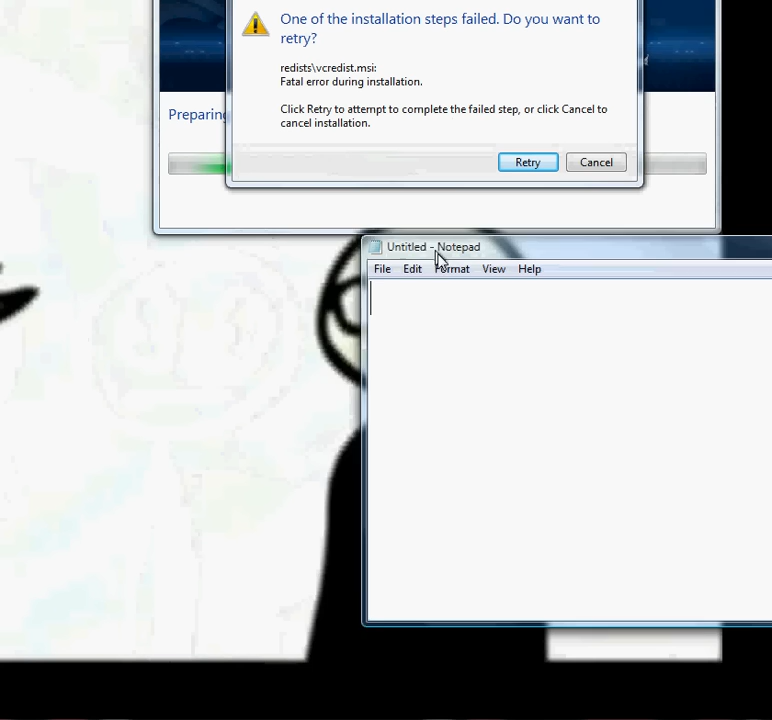 One of the installation steps failed. Do you want to
retry?
redists\vcredist.msi:
Fatal error during installation.
Click Retry to attempt to complete the failed step, or click Cancel to
cancel installation.
Preparing
Retry Cancel
Untitled - Notepad
File Edit Format View Help